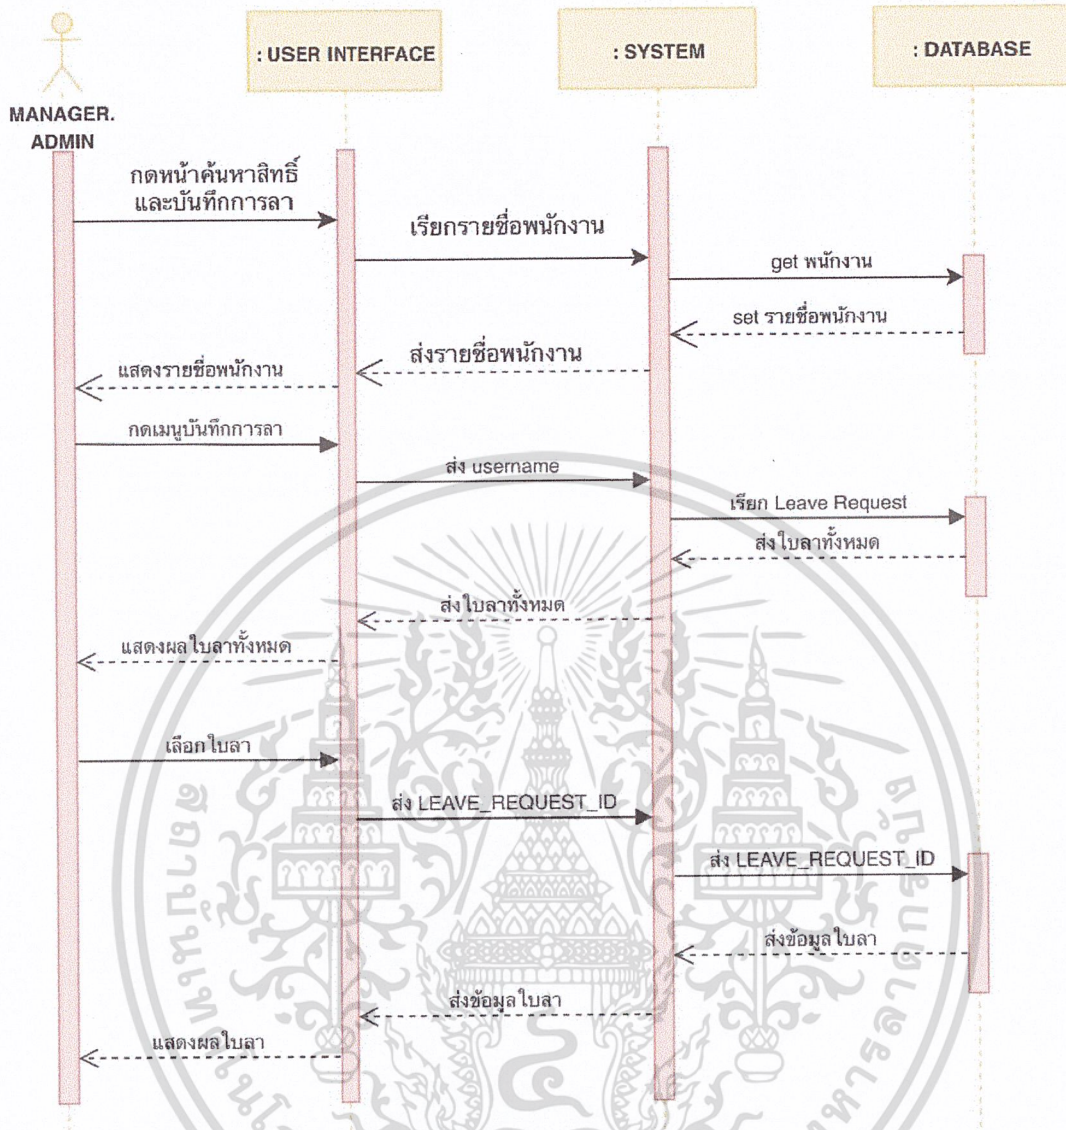 : USER INTERFACE
: SYSTEM
: DATABASE
MANAGER.
ADMIN
กดหน้าค้นหาสิทธิ์
และบันทึกการลา
เรียกรายชื่อพนักงาน
get พนักงาน
set รายชื่อพนักงาน
ส่งรายชื่อพนักงาน
แสดงรายชื่อพนักงาน
กดเมนูบันทึกการลา
ส่ง username
เรียก Leave Request
ส่งใบลาทั้งหมด
ส่งใบลาทั้งหมด
แสดงผลใบลาทั้งหมด
เลือกใบลา
ส่ง LEAVE_REQUEST_ID
ส่ง LEAVE_REQUEST_ID
ส่งข้อมูลใบลา
ส่งข้อมูลใบลา
แสดงผลใบลา